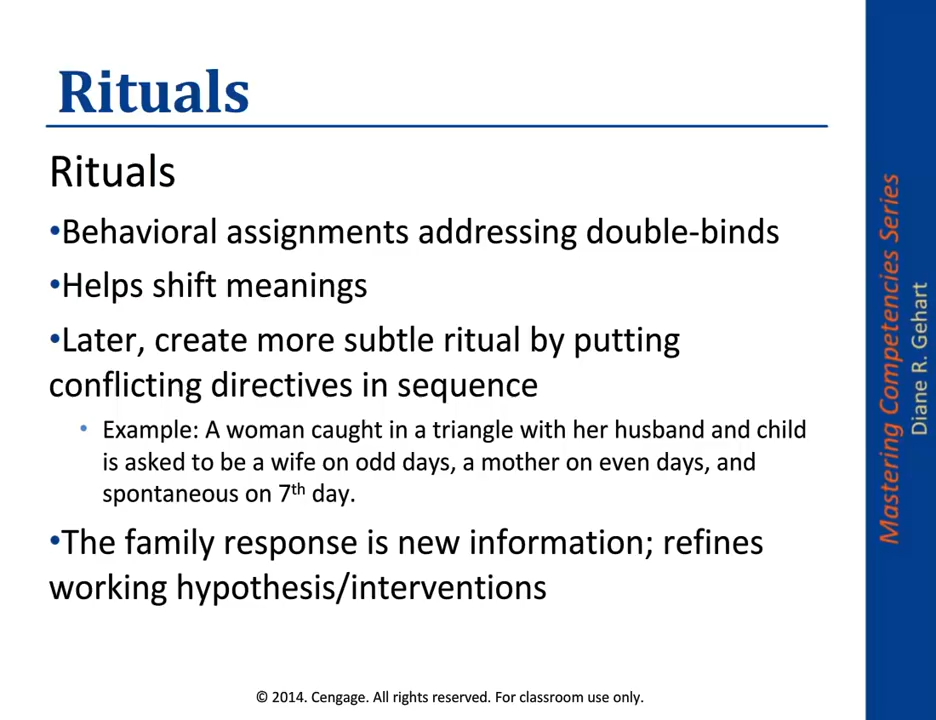 Rituals
Rituals
•Behavioral assignments addressing double-binds
•Helps shift meanings
•Later, create more subtle ritual by putting
conflicting directives in sequence
• Example: A woman caught in a triangle with her husband and child
is asked to be a wife on odd days, a mother on even days, and
spontaneous on 7th day.
•The family response is new information; refines
working hypothesis/interventions
© 2014. Cengage. All rights reserved. For classroom use only.
Mastering Competencies Series
Diane R. Gehart